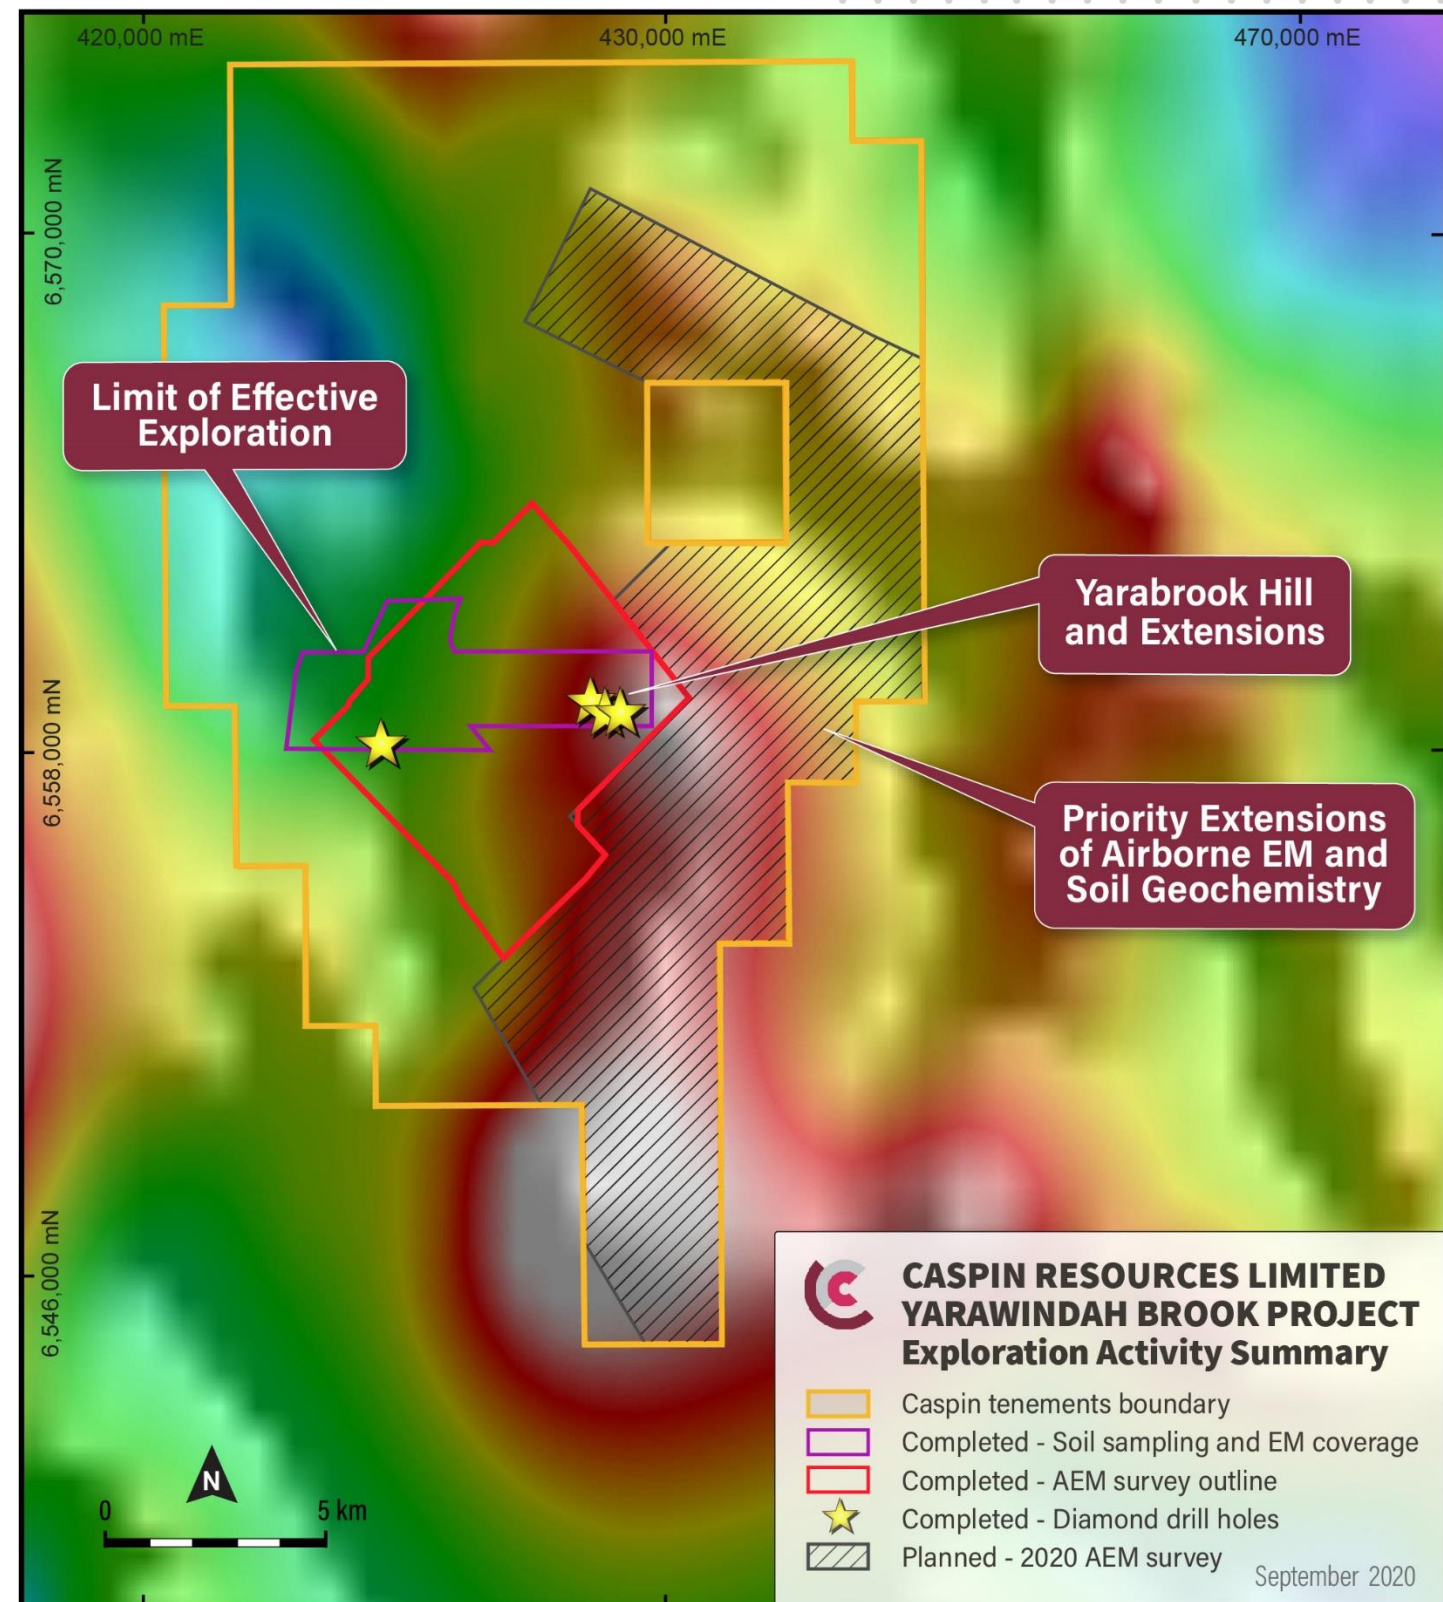 420,000 mE
430,000 mE
470,000 mE
6,570,000 mN
Limit of Effective
Exploration
Yarabrook Hill
and Extensions
6,558,000 mN
Priority Extensions
of Airborne EM and
Soil Geochemistry
6,546,000 mN
CASPIN RESOURCES LIMITED
YARAWINDAH BROOK PROJECT
Exploration Activity Summary
Caspin tenements boundary
Completed - Soil sampling and EM coverage
Completed - AEM survey outline
Completed - Diamond drill holes
Planned - 2020 AEM survey
September 2020
N
0 5 km